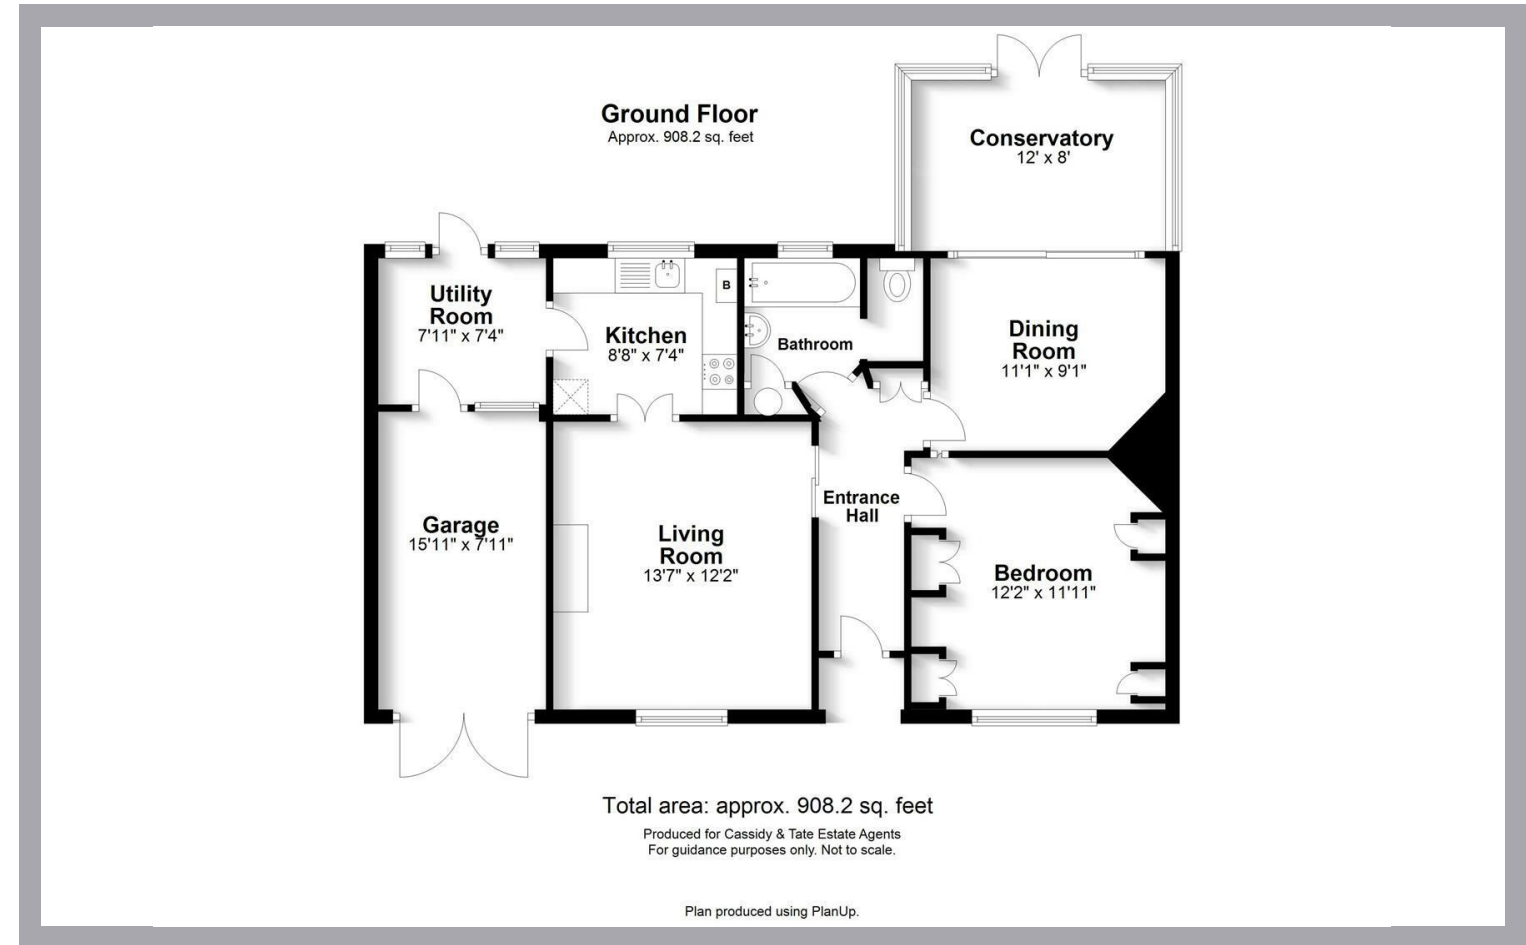 Ground Floor
Approx. 908.2 sq. feet
Conservatory
12' x 8'
Utility
Room
7'11" x 7'4"
Kitchen
8'8" x 7'4"
B
Bathroom
Dining
Room
11'1" x 9'1"
Garage
15'11" x 7'11"
Living
Room
13'7" x 12'2"
Entrance
Hall
Bedroom
12'2" x 11'11"
Total area: approx. 908.2 sq. feet
Produced for Cassidy & Tate Estate Agents
For guidance purposes only. Not to scale.
Plan produced using PlanUp.